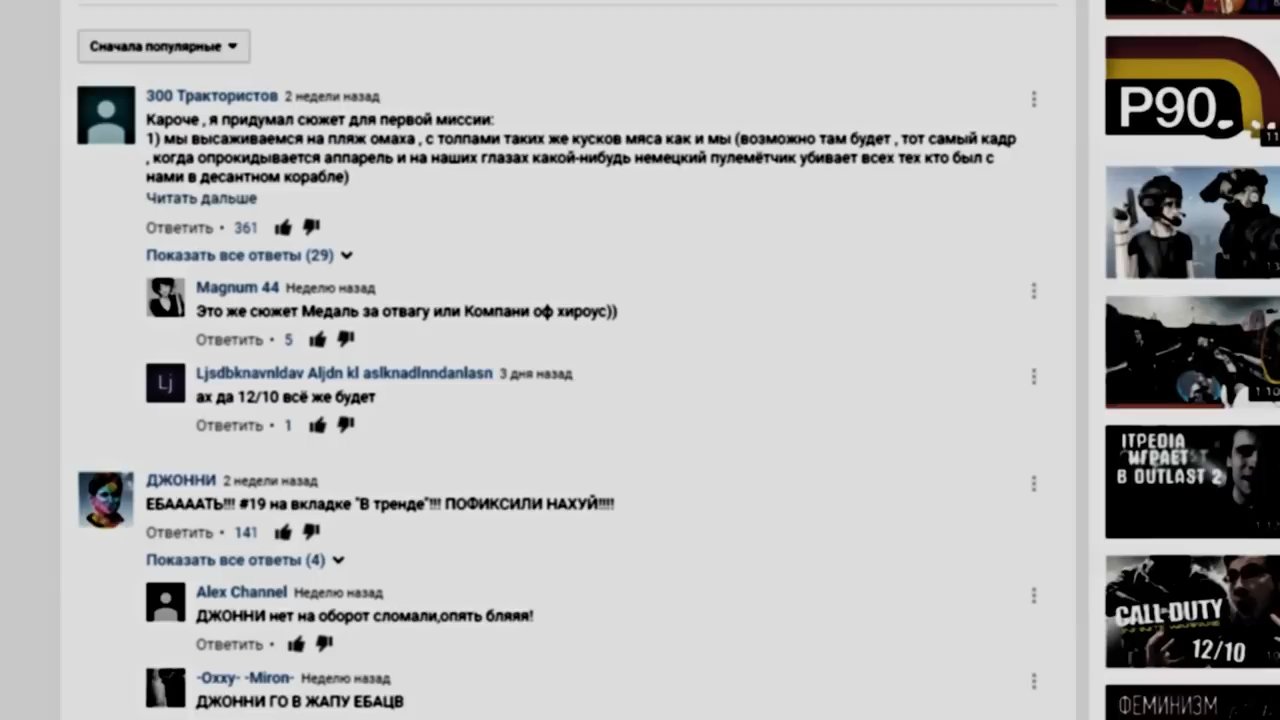 Сначала популярные
300 Трактористов 2 недели назад
Кароче , я придумал сюжет для первой миссии:
1) мы высаживаемся на пляж омаха , с толпами таких же кусков мяса как и мы (возможно там будет , тот самый кадр
, когда опрокидывается аппарель и на наших глазах какой-нибудь немецкий пулемётчик убивает всех тех кто был с
нами в десантном корабле)
Читать дальше
Ответить • 361
Показать все ответы (29)
Magnum 44 Неделю назад
Это же сюжет Медаль за отвагу или Компани оф хироус))
Ответить • 5
Lj
Ljsdbknavnldav Aljdn kl aslknadlnndanlasn 3 дня назад
ах да 12/10 всё же будет
Ответить • 1
ДЖОННИ 2 недели назад
ЕБААААТЬ!!! #19 на вкладке "В тренде"!!! ПОФИКСИЛИ НАХУЙ!!!!
Ответить • 141
Показать все ответы (4)
Alex Channel Неделю назад
ДЖОННИ нет на оборот сломали,опять бляяя!
Ответить •
-Oxxy- -Miron- Неделю назад
ДЖОННИ ГО В ЖАПУ ЕБАЦВ
P90
ITPEDIA
ИГРАЕТ
В OUTLAST 2
CALL OF DUTY
INFINITE WARFARE
12/10
ФЕМИНИЗМ